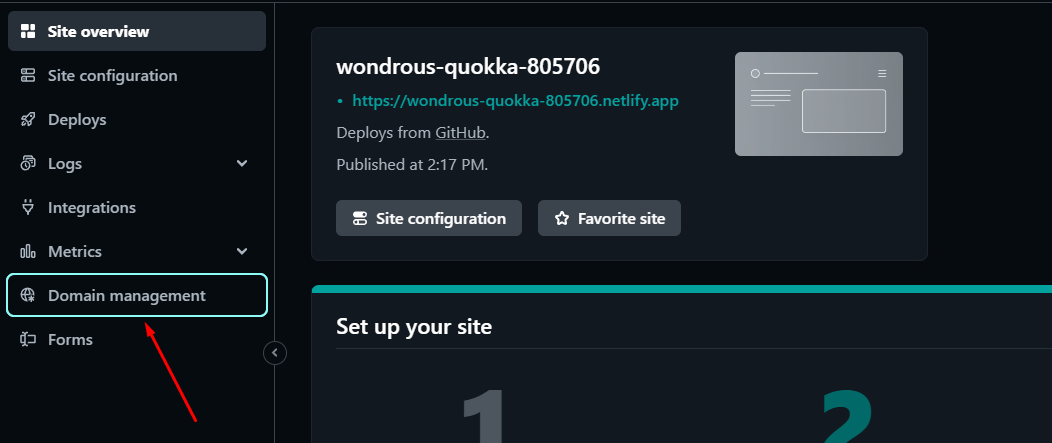 Site overview
Site configuration
Deploys
Logs
Integrations
Metrics
Domain management
Forms
wondrous-quokka-805706
• https://wondrous-quokka-805706.netlify.app
Deploys from GitHub.
Published at 2:17 PM.
Site configuration
Favorite site
Set up your site
1
2